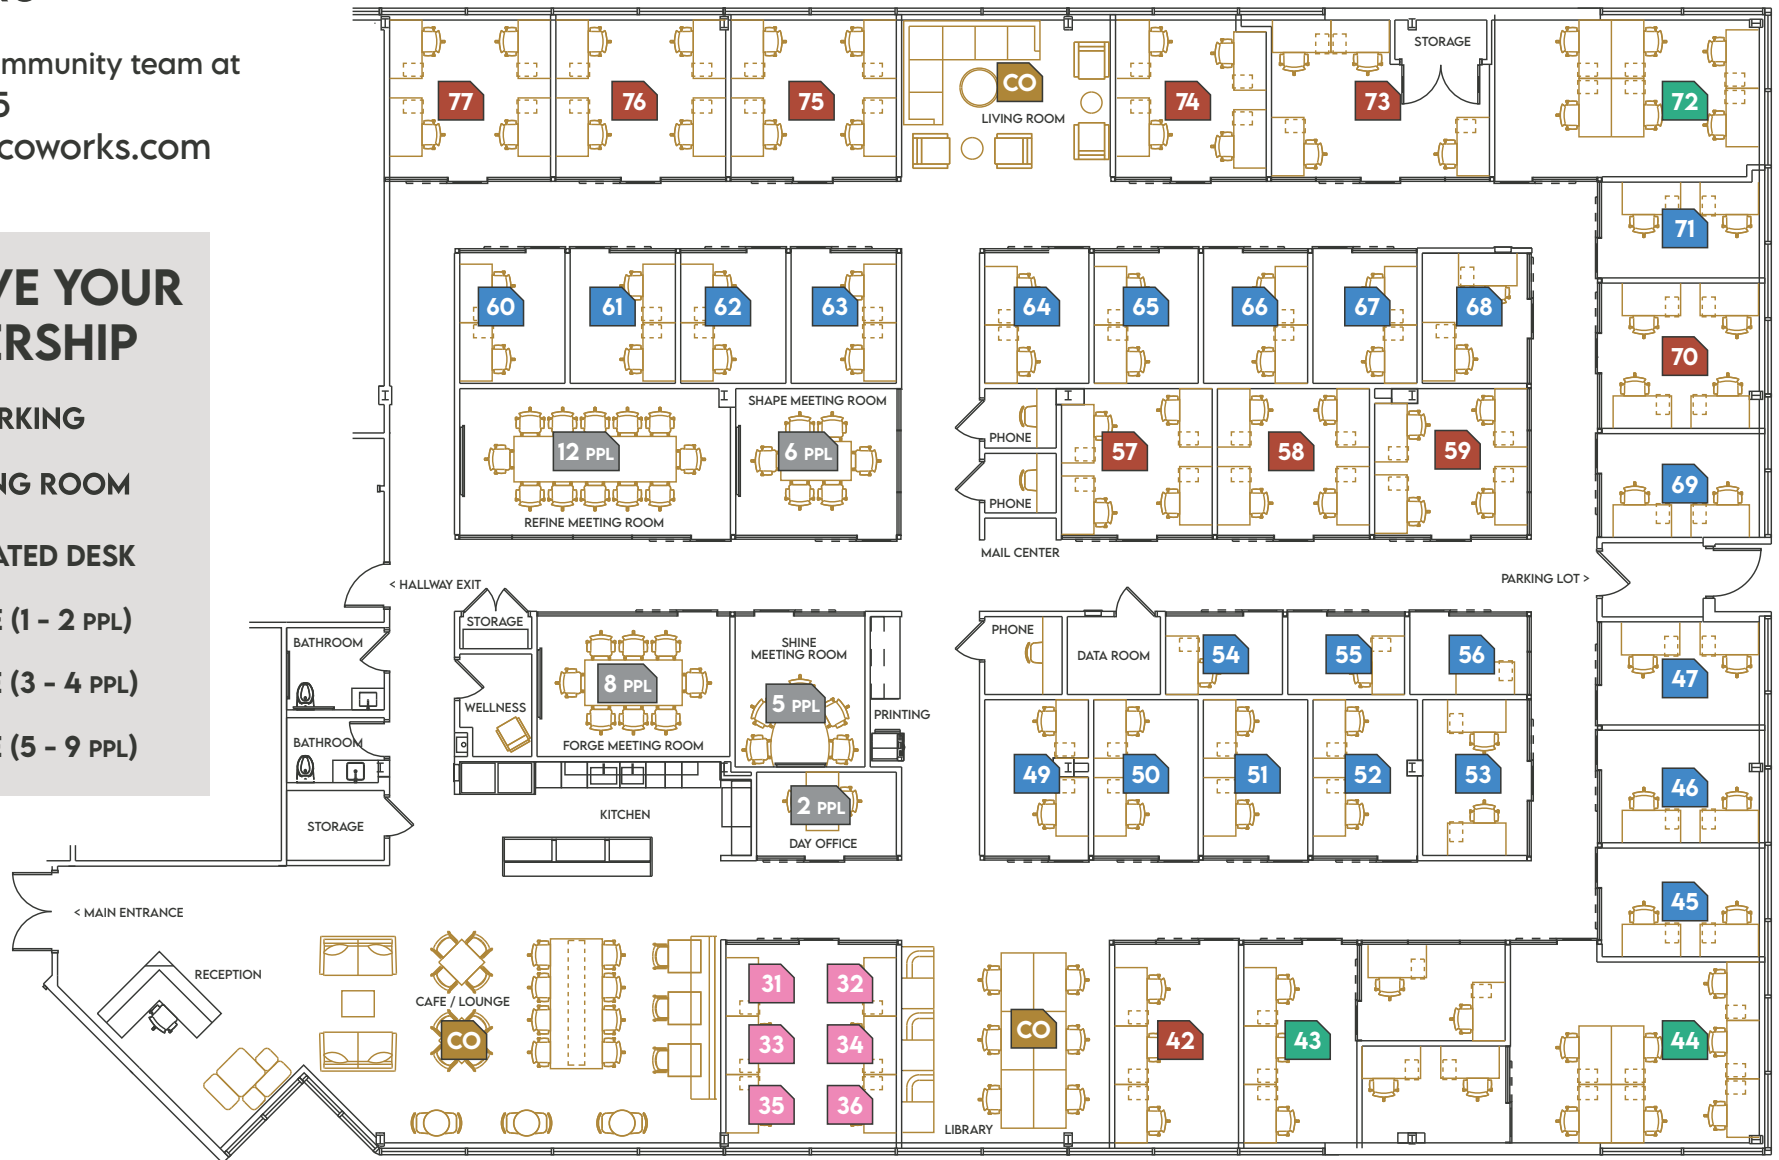 mmunity team at
5
coworks.com
VE YOUR
ERSHIP
RKING
NG ROOM
ATED DESK
E (1 - 2 PPL)
E (3 - 4 PPL)
E (5 - 9 PPL)
77
76
75
CO
LIVING ROOM
74
73
STORAGE
72
71
60
61
62
63
64
65
66
67
68
70
SHAPE MEETING ROOM
12 PPL
6 PPL
REFINE MEETING ROOM
PHONE
PHONE
57
58
59
69
MAIL CENTER
< HALLWAY EXIT
PARKING LOT >
BATHROOM
STORAGE
8 PPL
WELLNESS
FORGE MEETING ROOM
SHINE
MEETING ROOM
5 PPL
PRINTING
PHONE
DATA ROOM
54
55
56
47
BATHROOM
STORAGE
KITCHEN
2 PPL
DAY OFFICE
49
50
51
52
53
46
45
< MAIN ENTRANCE
RECEPTION
CAFE / LOUNGE
CO
31
32
33
34
35
36
LIBRARY
CO
42
43
44